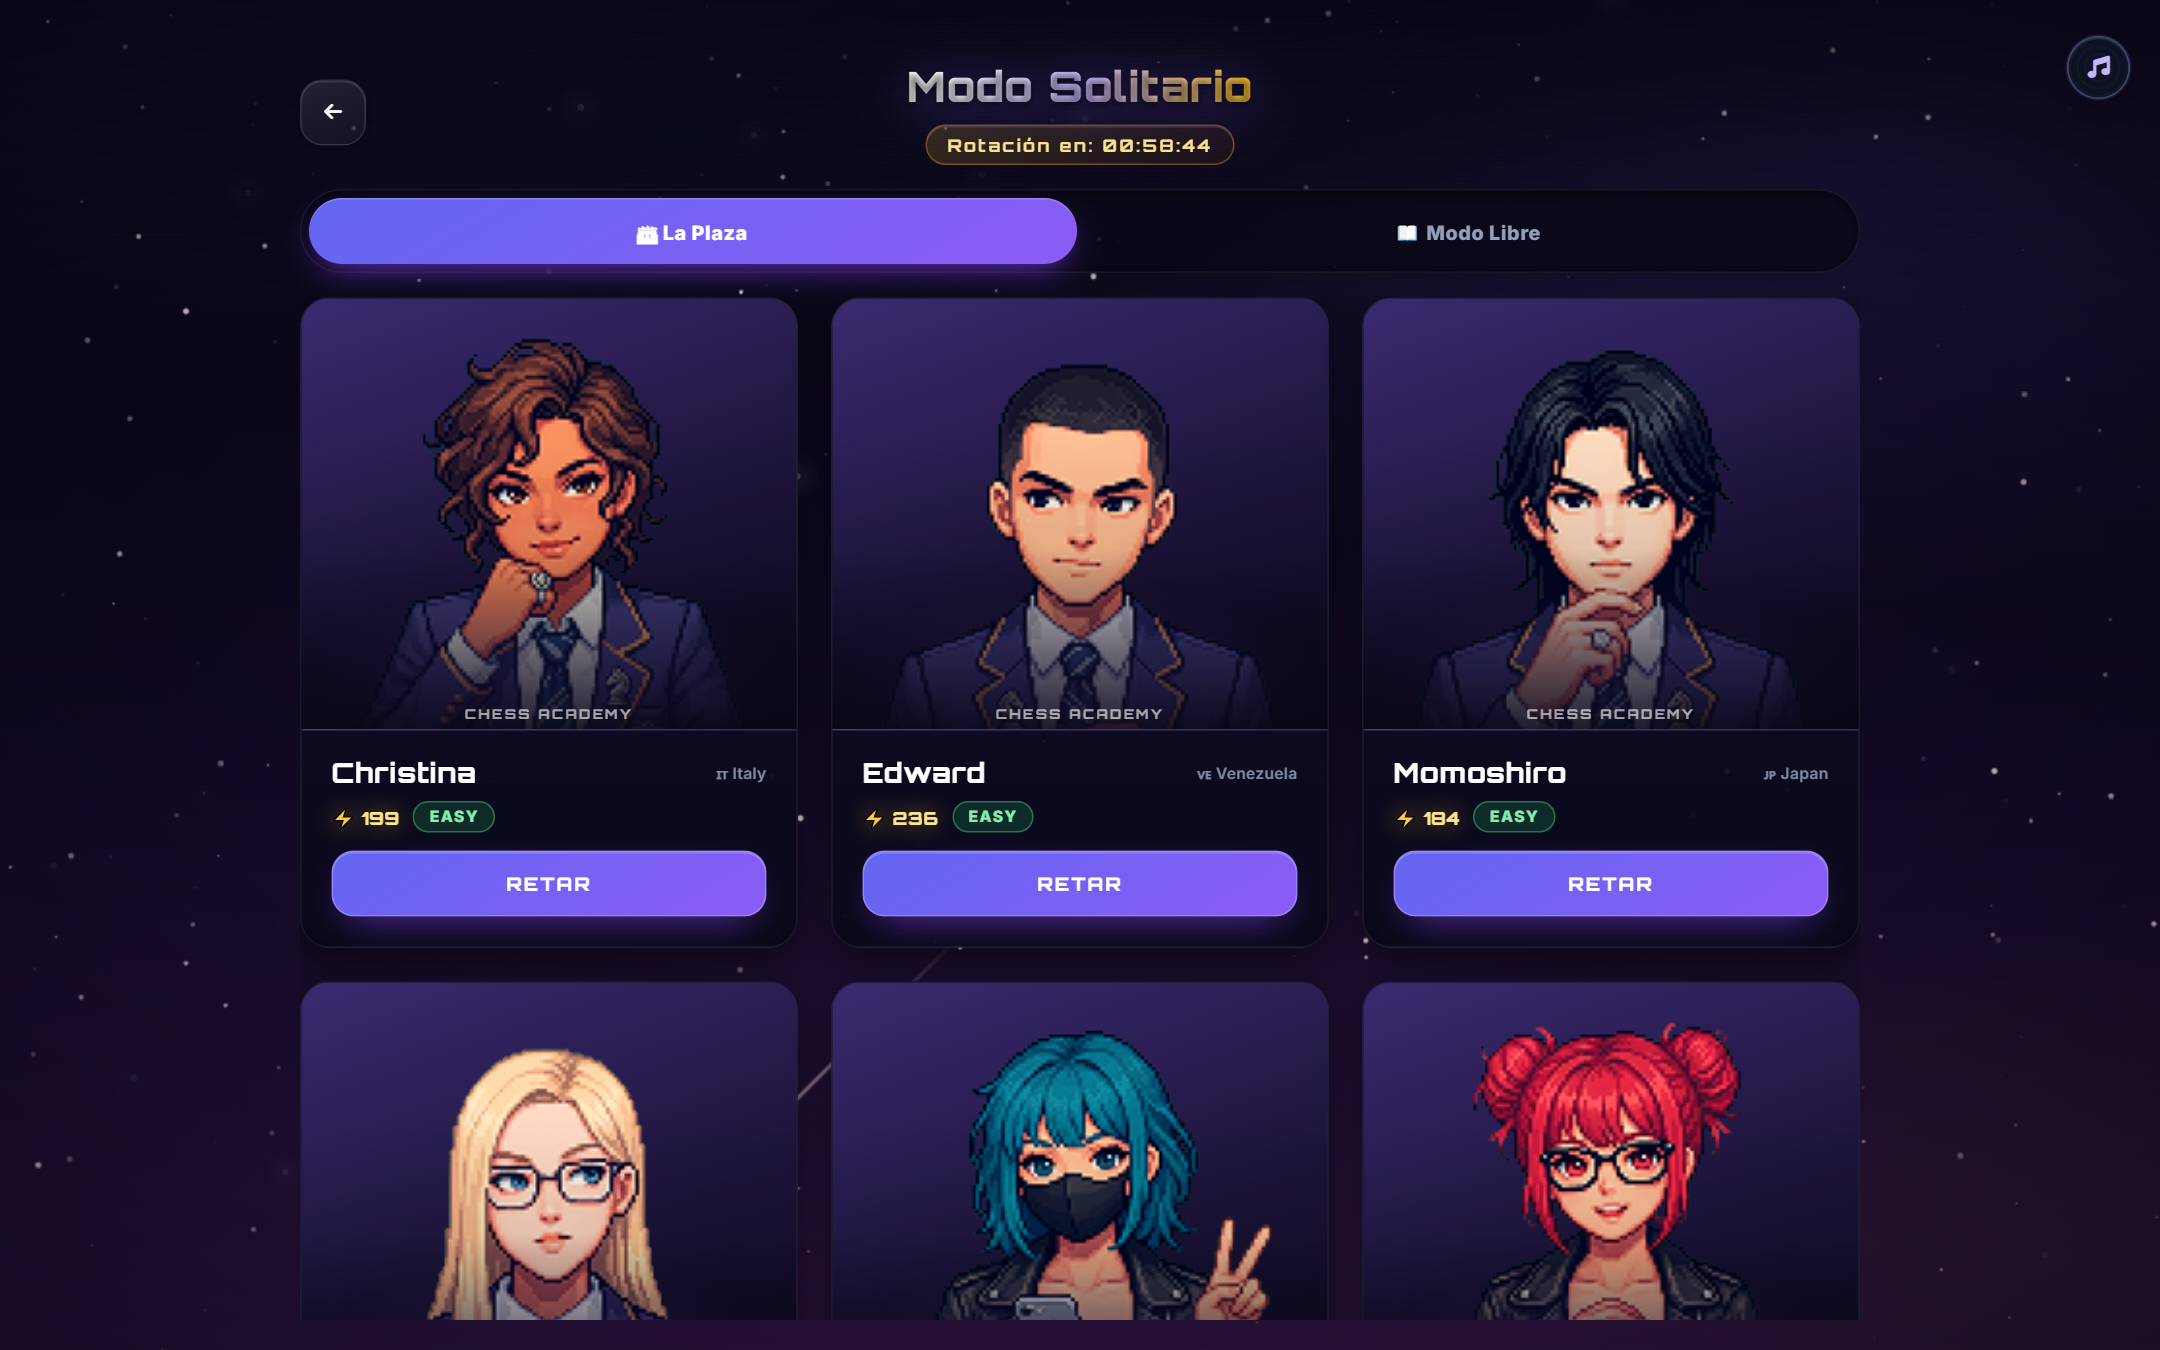 Modo Solitario
Rotación en: 00:58:44
La Plaza
Modo Libre
CHESS ACADEMY
CHESS ACADEMY
CHESS ACADEMY
Christina
IT Italy
Edward
VE Venezuela
Momoshiro
JP Japan
199 EASY
236 EASY
184 EASY
RETAR
RETAR
RETAR